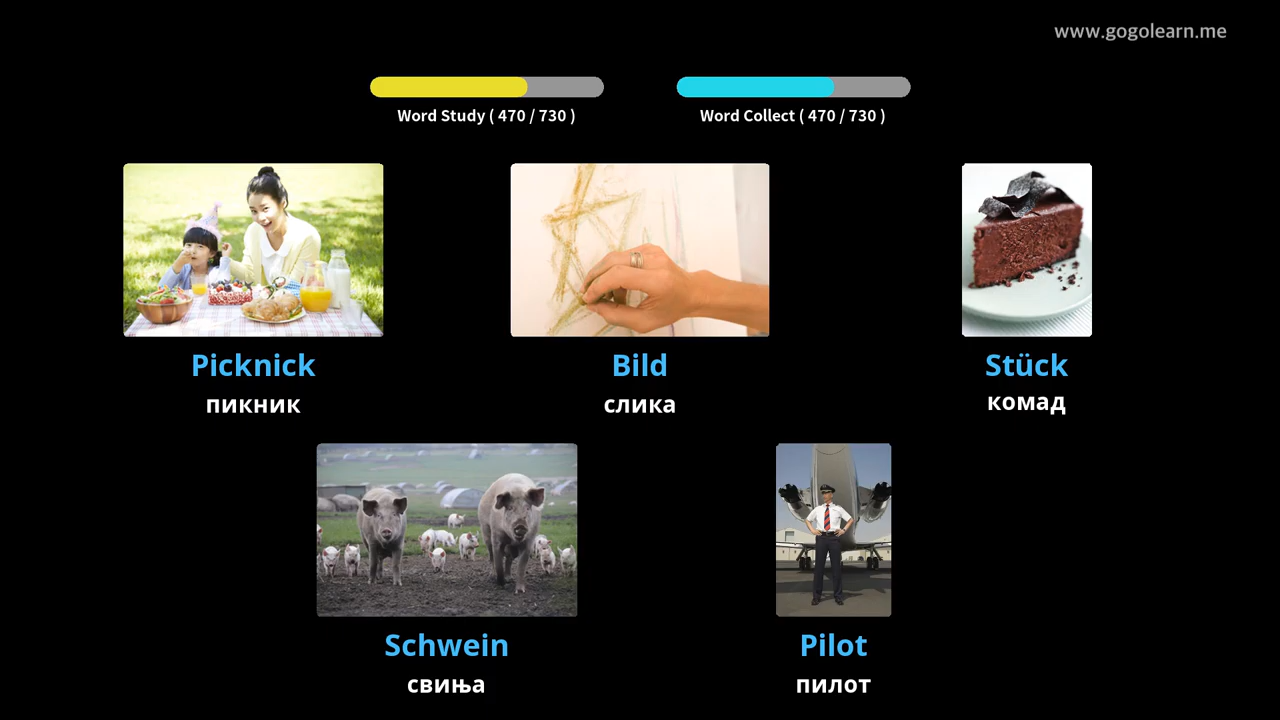 www.gogolearn.me
Word Study ( 470 / 730 )
Word Collect ( 470 / 730 )
Picknick
пикник
Bild
слика
Stück
комад
Schwein
свиња
Pilot
пилот